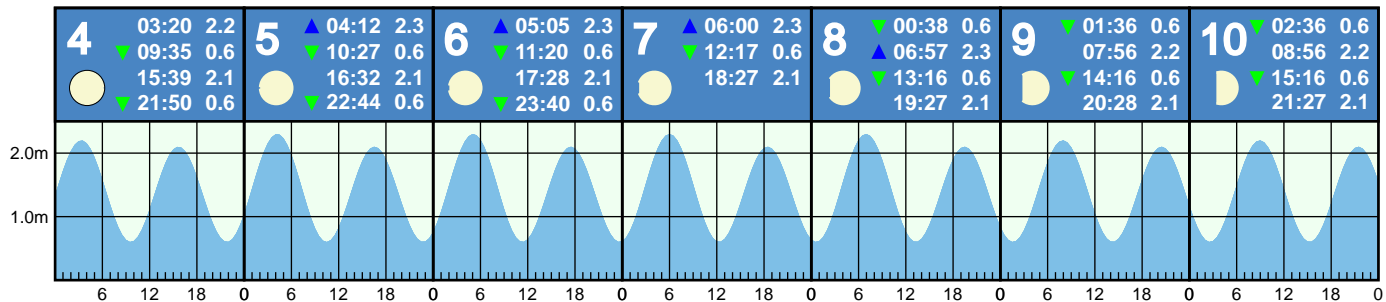 4
03:20 2.2
▼ 09:35 0.6
15:39 2.1
▼ 21:50 0.6
5
▲ 04:12 2.3
▼ 10:27 0.6
16:32 2.1
▼ 22:44 0.6
6
▲ 05:05 2.3
▼ 11:20 0.6
17:28 2.1
▼ 23:40 0.6
7
▲ 06:00 2.3
▼ 12:17 0.6
18:27 2.1
8
▼ 00:38 0.6
▲ 06:57 2.3
▼ 13:16 0.6
19:27 2.1
9
▼ 01:36 0.6
07:56 2.2
▼ 14:16 0.6
20:28 2.1
10
▼ 02:36 0.6
08:56 2.2
▼ 15:16 0.6
21:27 2.1
2.0m
1.0m
6 12 18 0 6 12 18 0 6 12 18 0 6 12 18 0 6 12 18 0 6 12 18 0 6 12 18 0